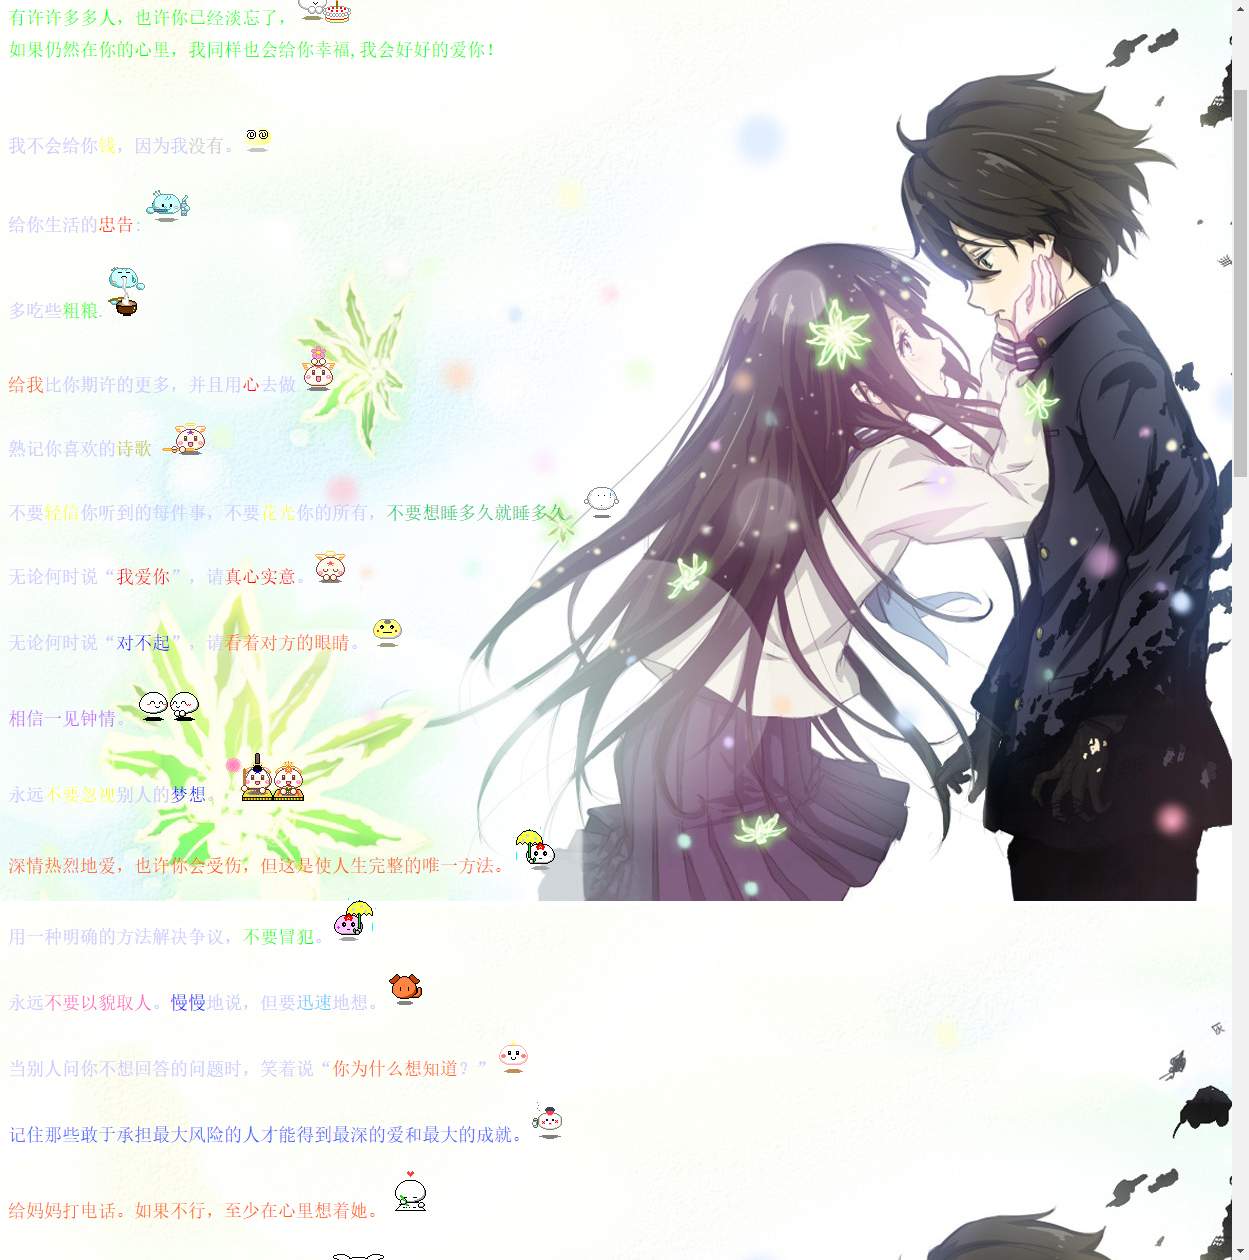 有许许多多人，也许你已经淡忘了，
如果仍然在你的心里，我同样也会给你幸福,我会好好的爱你！
我不会给你钱，因为我没有。
给你生活的忠告:
多吃些粗粮.
给我比你期许的更多，并且用心去做
熟记你喜欢的诗歌
不要轻信你听到的每件事，不要花光你的所有，不要想睡多久就睡多久.
无论何时说“我爱你”，请真心实意。
无论何时说“对不起”，请看着对方的眼睛。
相信一见钟情。
永远不要忽视别人的梦想。
深情热烈地爱，也许你会受伤，但这是使人生完整的唯一方法。
用一种明确的方法解决争议，不要冒犯。
永远不要以貌取人。慢慢地说，但要迅速地想。
当别人问你不想回答的问题时，笑着说“你为什么想知道？”
记住那些敢于承担最大风险的人才能得到最深的爱和最大的成就。
给妈妈打电话。如果不行，至少在心里想着她。